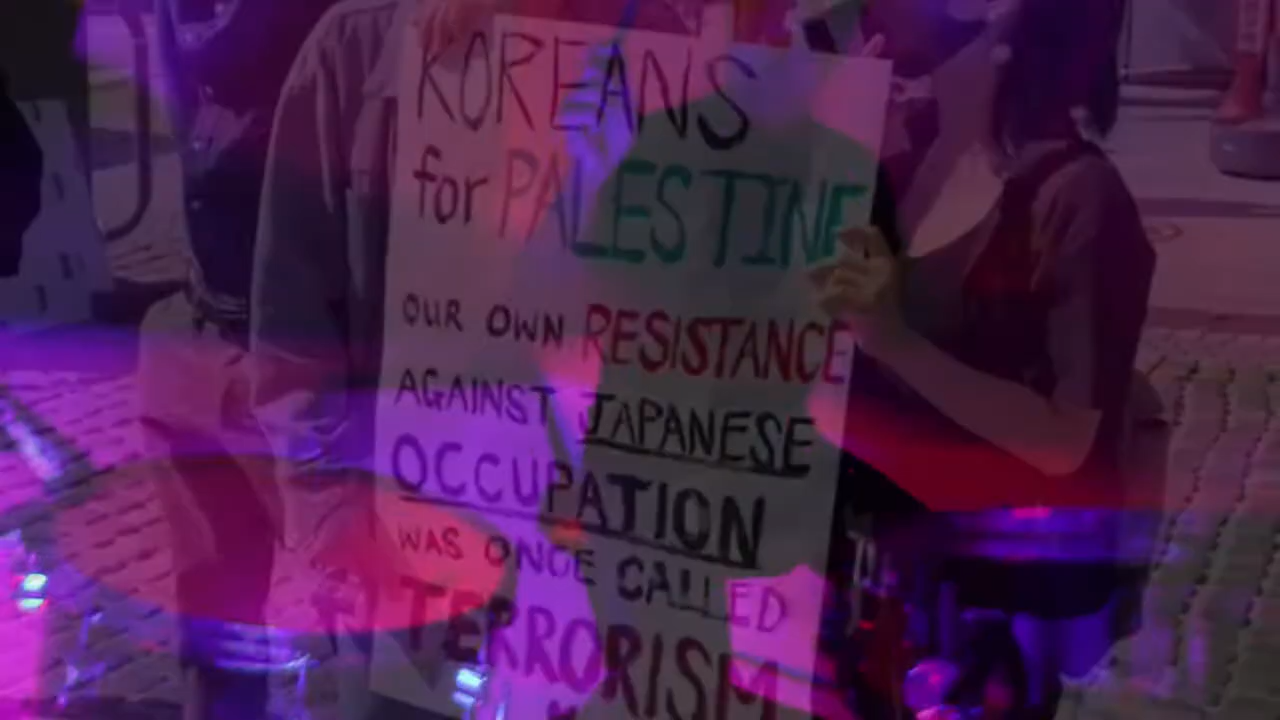 KOREANS
for PALESTINE
OUR OWN RESISTANCE
AGAINST JAPANESE
OCCUPATION
WAS ONCE CALLED
TERRORISM